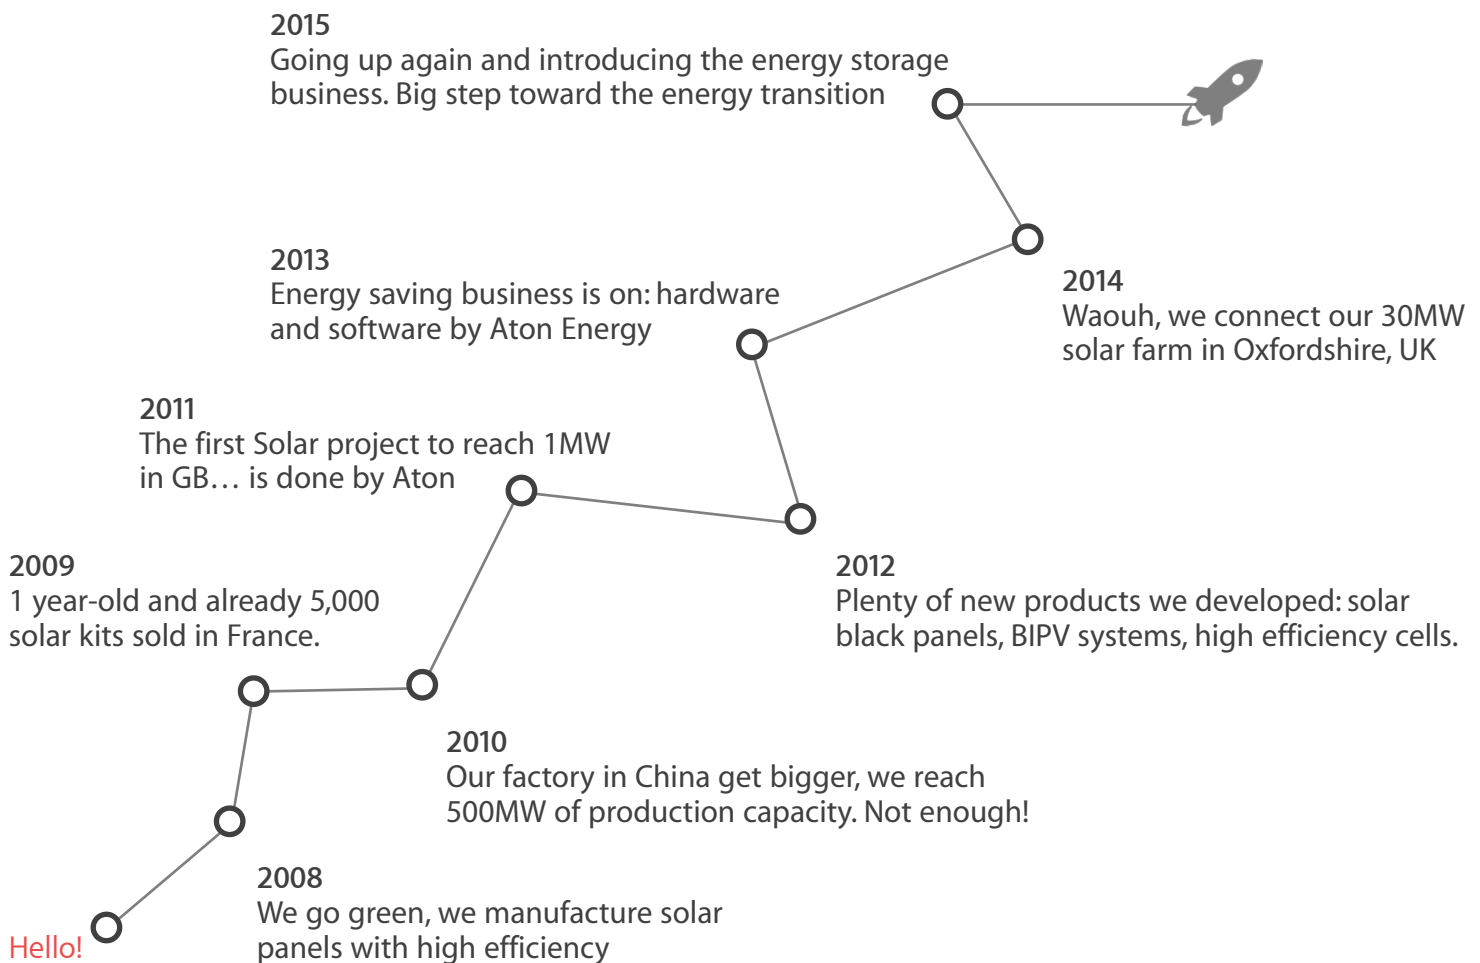 2015
Going up again and introducing the energy storage
business. Big step toward the energy transition
2013
Energy saving business is on: hardware
and software by Aton Energy
2014
Waouh, we connect our 30MW
solar farm in Oxfordshire, UK
2011
The first Solar project to reach 1MW
in GB… is done by Aton
2009
1 year-old and already 5,000
solar kits sold in France.
2012
Plenty of new products we developed: solar
black panels, BIPV systems, high efficiency cells.
2010
Our factory in China get bigger, we reach
500MW of production capacity. Not enough!
2008
We go green, we manufacture solar
panels with high efficiency
Hello!